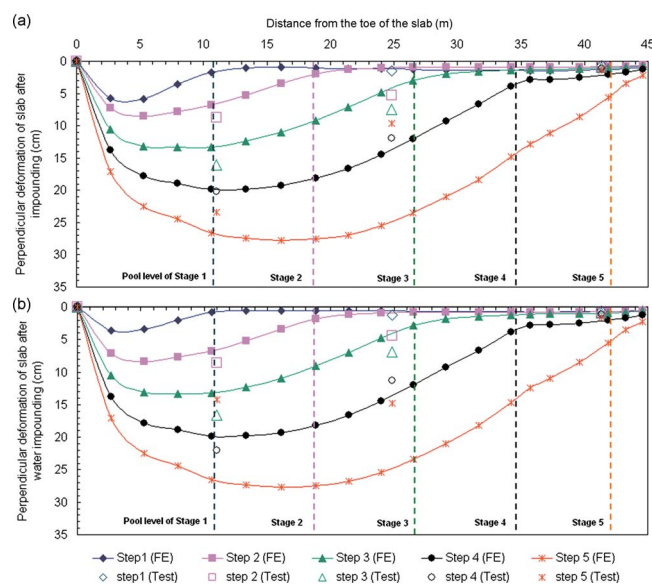 (a)
Distance from the toe of the slab (m)
0 5 10 15 20 25 30 35 40 45
Perpendicular deformation of slab after
impounding (cm)
0
5
10
15
20
25
30
35
Pool level of Stage 1 Stage 2 Stage 3 Stage 4 Stage 5
(b)
Perpendicular deformation of slab after
water impounding (cm)
0
5
10
15
20
25
30
35
Pool level of Stage 1 Stage 2 Stage 3 Stage 4 Stage 5
Step1 (FE) Step 2 (FE) Step 3 (FE) Step 4 (FE) Step 5 (FE)
step1 (Test) step 2 (Test) step 3 (Test) step 4 (Test) step 5 (Test)